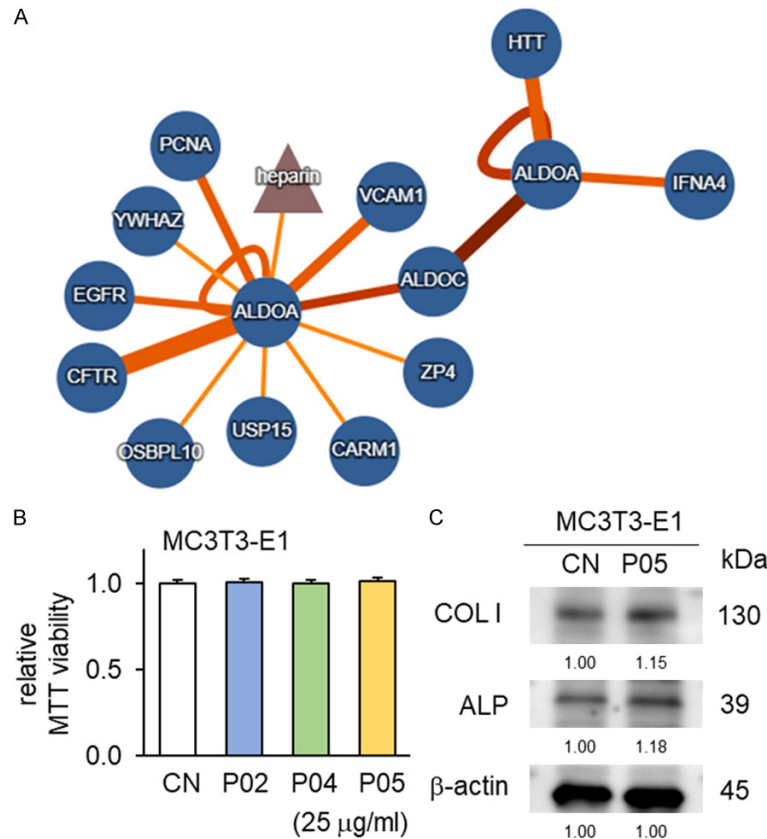 A
HTT
PCNA
heparin
VCAM1
ALDOA
IFNA4
YWHAZ
ALDOC
EGFR
ALDOA
CFTR
ZP4
OSBPL10
USP15
CARM1
B
MC3T3-E1
relative
MTT viability
1.0
0.5
0.0
CN P02 P04 P05
(25 μg/ml)
C
MC3T3-E1
CN P05 kDa
COL I 130
1.00 1.15
ALP 39
1.00 1.18
β-actin 45
1.00 1.00